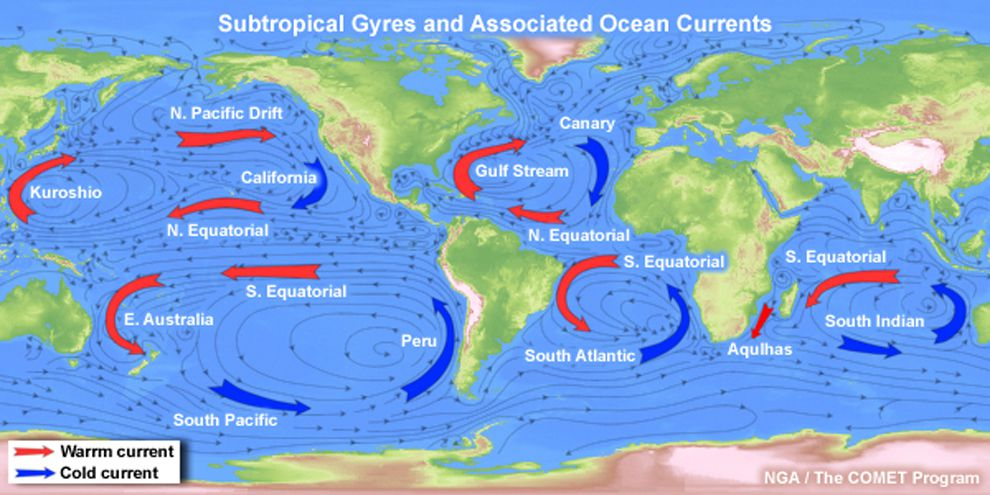 Subtropical Gyres and Associated Ocean Currents
N. Pacific Drift
Canary
Kuroshio
California
Gulf Stream
N. Equatorial
N. Equatorial
S. Equatorial
S. Equatorial
S. Equatorial
E. Australia
Peru
South Atlantic
Aqulhas
South Indian
South Pacific
Warrm current
Cold current
NGA / The COMET Program